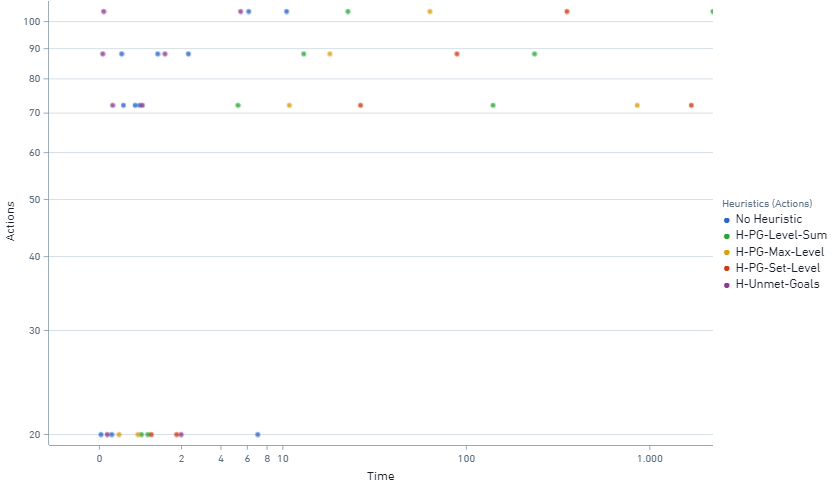 100
90
80
70
60
50
40
30
20
Actions
0
2
4
6
8
10
100
1.000
Time
Heuristics (Actions)
No Heuristic
H-PG-Level-Sum
H-PG-Max-Level
H-PG-Set-Level
H-Unmet-Goals